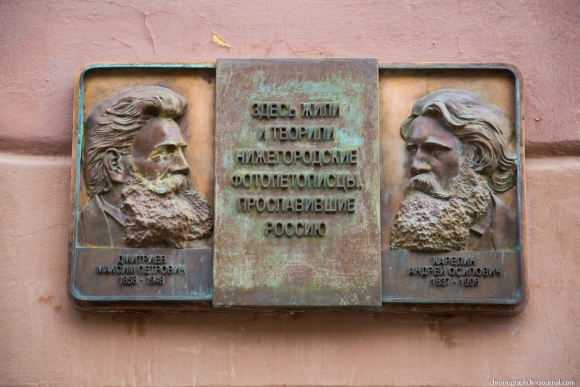 ЗДЕСЬ ЖИЛИ
И ТВОРИЛИ
НИЖЕГОРОДСКИЕ
ФОТОЛЕТОПИСЦЫ,
ПРОСЛАВИВШИЕ
РОССИЮ
ДМИТРИЕВ
МАКСИМ ПЕТРОВИЧ
1858 - 1948
КАРЕЛИН
АНДРЕЙ ОСИПОВИЧ
1837 - 1906
chronograph.livejournal.com